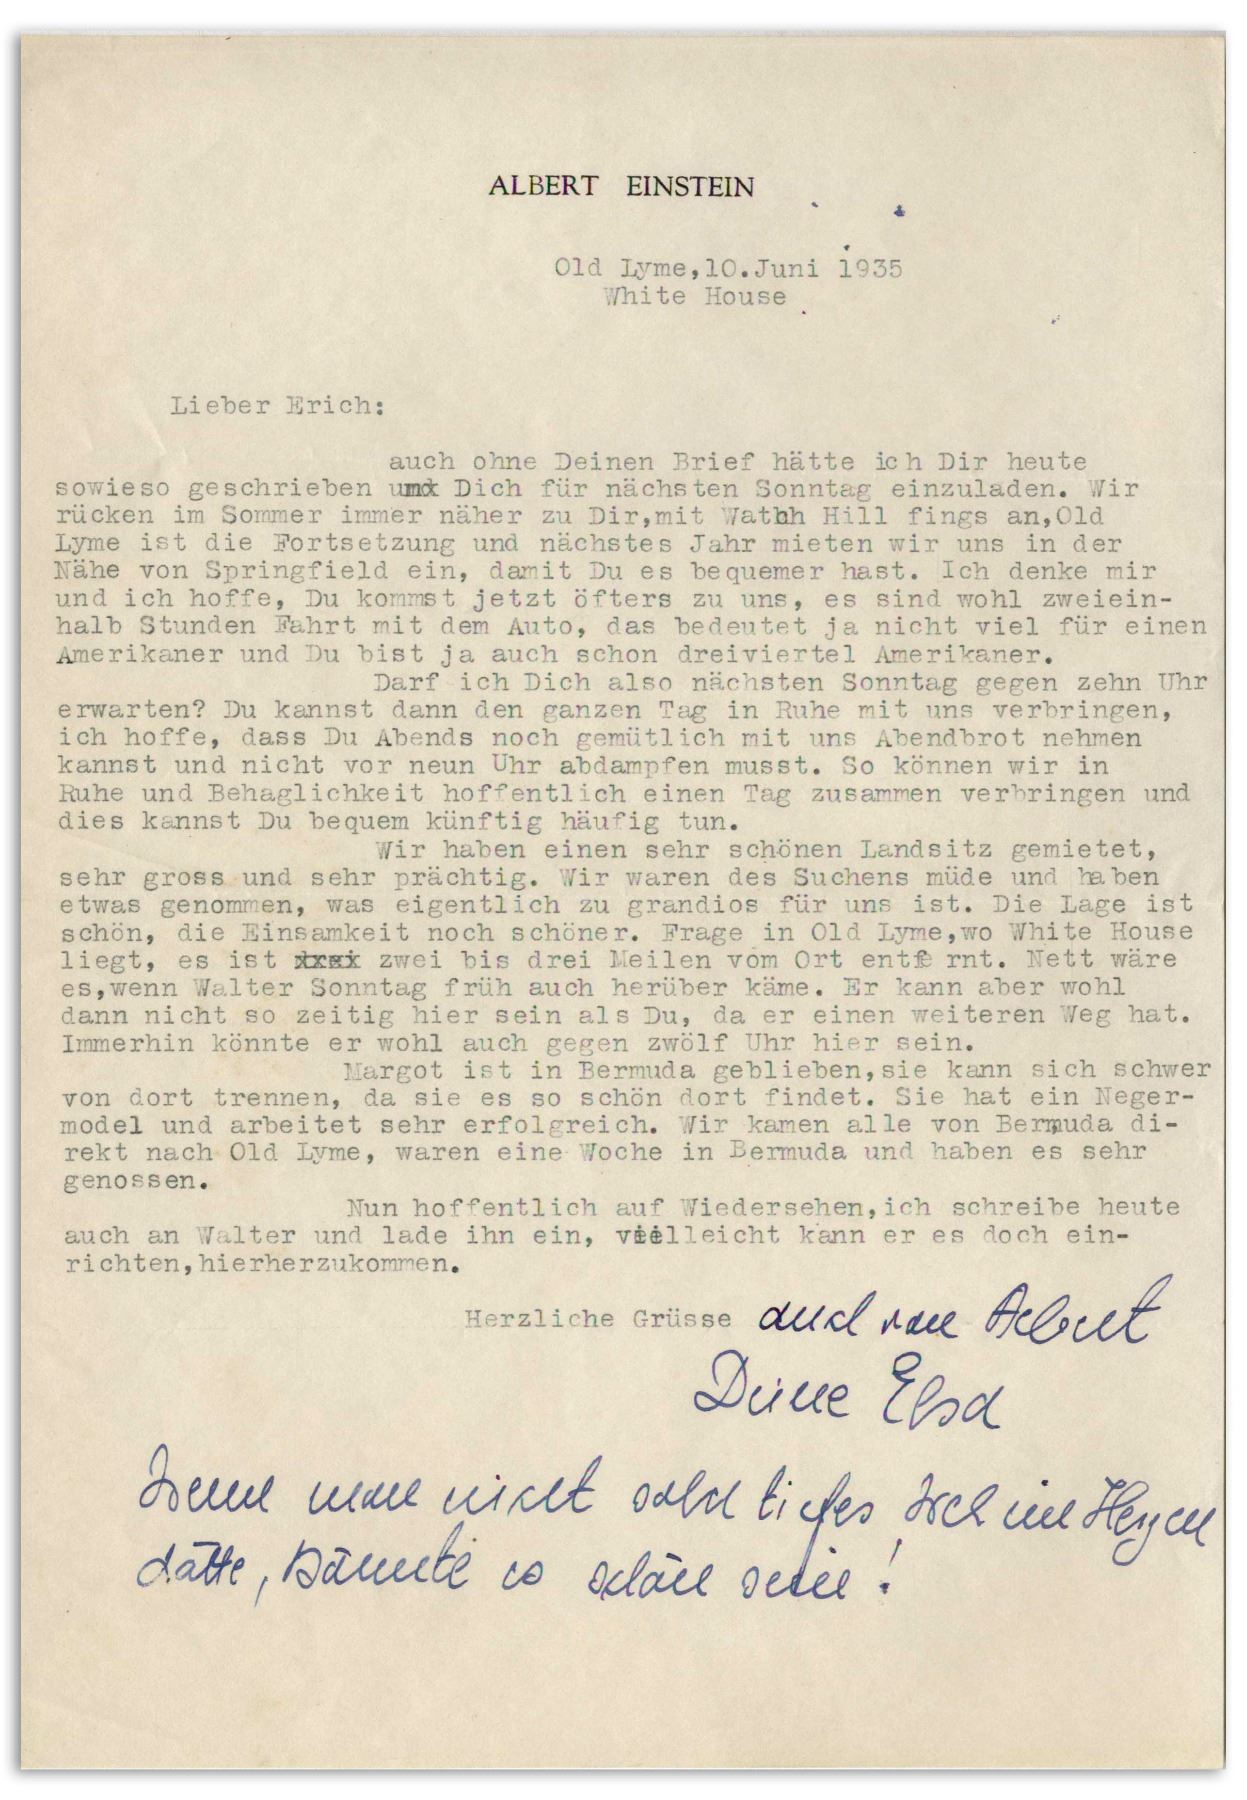 ALBERT EINSTEIN
Old Lyme,10.Juni 1935
White House
Lieber Erich:
auch ohne Deinen Brief hätte ich Dir heute
sowieso geschrieben um Dich für nächsten Sonntag einzuladen. Wir
rücken im Sommer immer näher zu Dir,mit Watch Hill fings an,Old
Lyme ist die Fortsetzung und nächstes Jahr mieten wir uns in der
Nähe von Springfield ein, damit Du es bequemer hast. Ich denke mir
und ich hoffe, Du kommst jetzt öfters zu uns, es sind wohl zweiein-
halb Stunden Fahrt mit dem Auto, das bedeutet ja nicht viel für einen
Amerikaner und Du bist ja auch schon dreiviertel Amerikaner.
Darf ich Dich also nächsten Sonntag gegen zehn Uhr
erwarten? Du kannst dann den ganzen Tag in Ruhe mit uns verbringen,
ich hoffe, dass Du Abends noch gemütlich mit uns Abendbrot nehmen
kannst und nicht vor neun Uhr abdampfen musst. So können wir in
Ruhe und Behaglichkeit hoffentlich einen Tag zusammen verbringen und
dies kannst Du bequem künftig häufig tun.
Wir haben einen sehr schönen Landsitz gemietet,
sehr gross und sehr prächtig. Wir waren des Suchens müde und haben
etwas genommen, was eigentlich zu grandios für uns ist. Die Lage ist
schön, die Einsamkeit noch schöner. Frage in Old Lyme,wo White House
liegt, es ist zwei bis drei Meilen vom Ort entfernt. Nett wäre
es,wenn Walter Sonntag früh auch herüber käme. Er kann aber wohl
dann nicht so zeitig hier sein als Du, da er einen weiteren Weg hat.
Immerhin könnte er wohl auch gegen zwölf Uhr hier sein.
Margot ist in Bermuda geblieben,sie kann sich schwer
von dort trennen, da sie es so schön dort findet. Sie hat ein Neger-
model und arbeitet sehr erfolgreich. Wir kamen alle von Bermuda di-
rekt nach Old Lyme, waren eine Woche in Bermuda und haben es sehr
genossen.
Nun hoffentlich auf Wiedersehen,ich schreibe heute
auch an Walter und lade ihn ein, vielleicht kann er es doch ein-
richten,hierherzukommen.
Herzliche Grüsse auch von Albert
Deine Elsa
Wenn man nicht solch tiefes Weh im Herzen
hätte, könnte es schön sein!